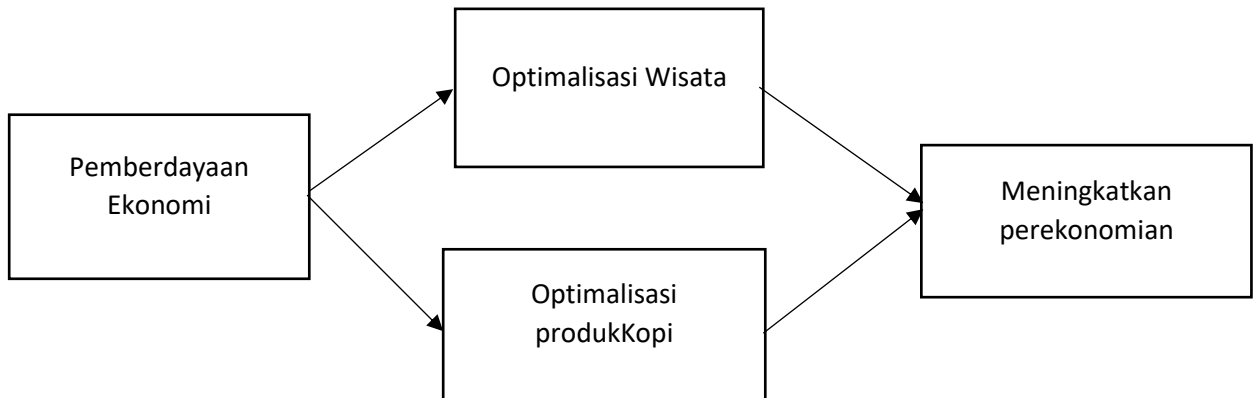 Pemberdayaan
Ekonomi
Optimalisasi Wisata
Optimalisasi
produkKopi
Meningkatkan
perekonomian